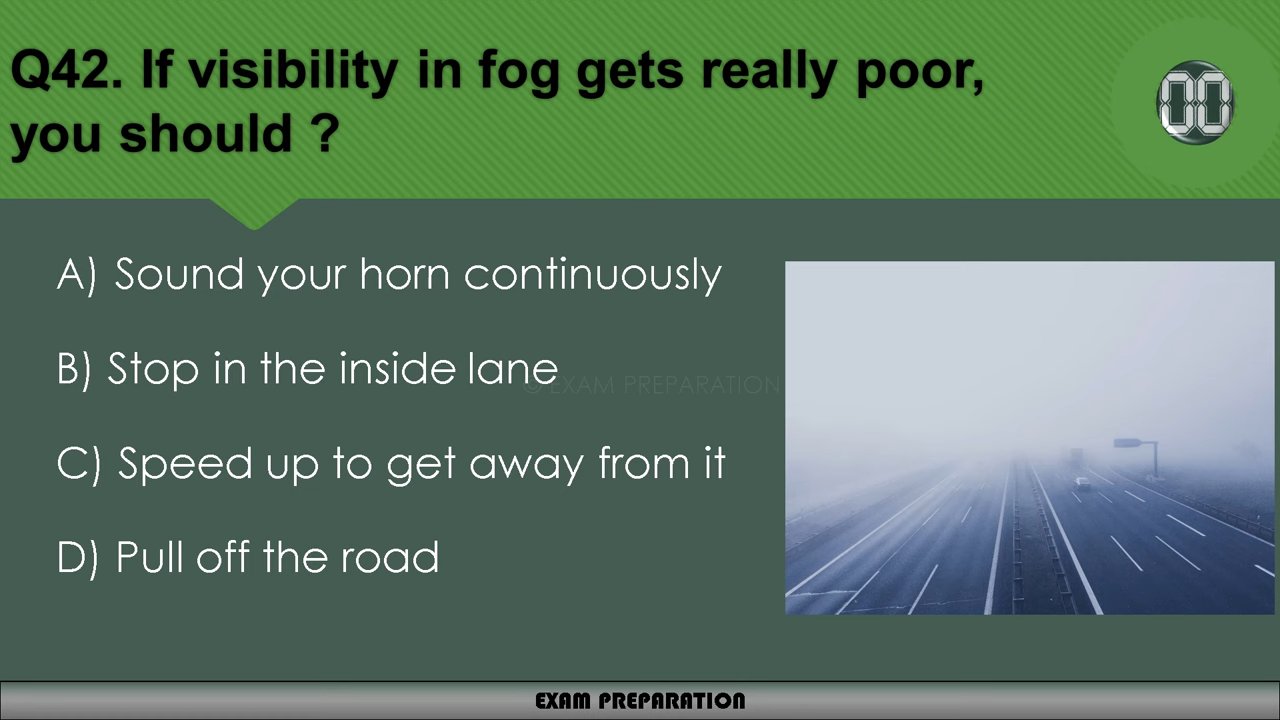 Q42. If visibility in fog gets really poor,
you should ?
00
A) Sound your horn continuously
B) Stop in the inside lane
© EXAM PREPARATION
C) Speed up to get away from it
D) Pull off the road
EXAM PREPARATION